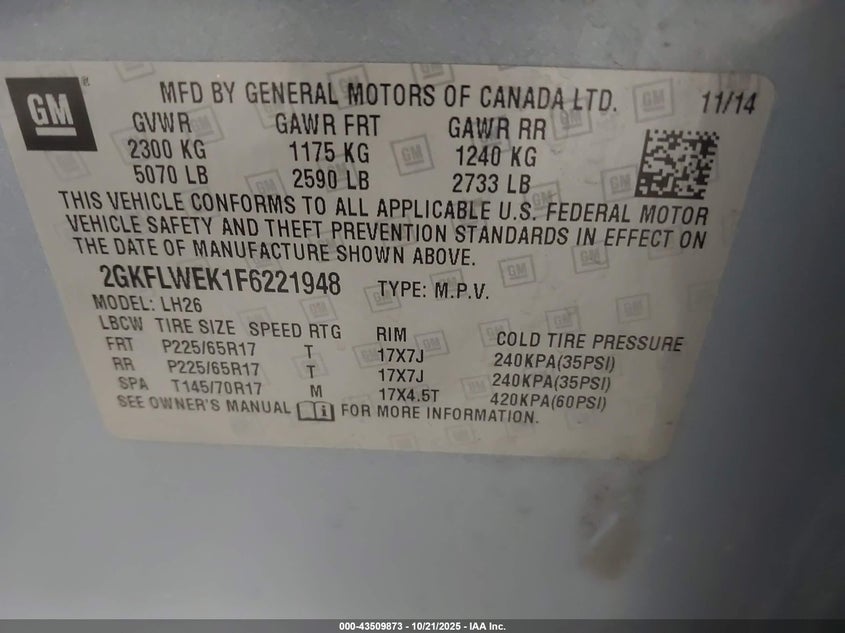 GM®
MFD BY GENERAL MOTORS OF CANADA LTD. 11/14
GVWR GAWR FRT GAWR RR
2300 KG 1175 KG 1240 KG
5070 LB 2590 LB 2733 LB
THIS VEHICLE CONFORMS TO ALL APPLICABLE U.S. FEDERAL MOTOR
VEHICLE SAFETY AND THEFT PREVENTION STANDARDS IN EFFECT ON
THE DATE OF MANUFACTURE SHOWN ABOVE.
2GKFLWEK1F6221948 TYPE: M.P.V.
MODEL: LH26
LBCW TIRE SIZE SPEED RTG RIM COLD TIRE PRESSURE
FRT P225/65R17 T 17X7J 240KPA(35PSI)
RR P225/65R17 T 17X7J 240KPA(35PSI)
SPA T145/70R17 M 17X4.5T 420KPA(60PSI)
SEE OWNER'S MANUAL FOR MORE INFORMATION.
000-43509873 - 10/21/2025 - IAA Inc.